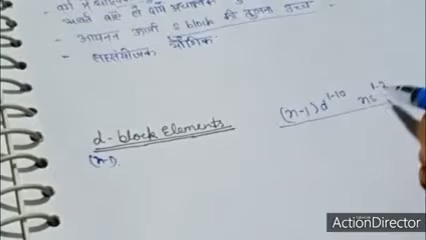 - आयनन ऊर्जा s block की तुलना उच्च
- सहसंयोजक यौगिक
(n-1)d¹⁻¹⁰ ns¹⁻²
d-block Elements
(n-1)
ActionDirector